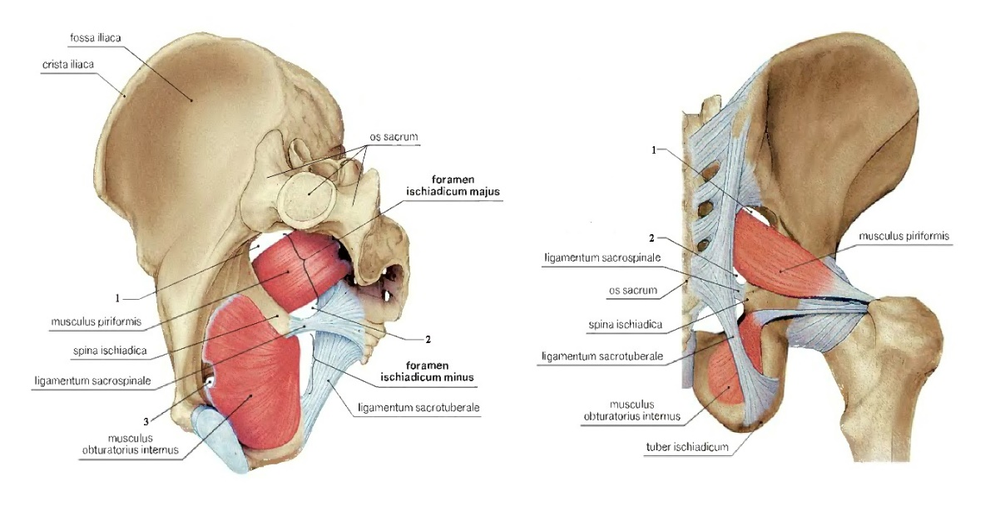 fossa iliaca
crista iliaca
os sacrum
foramen
ischiadicum majus
1
musculus piriformis
spina ischiadica
2
ligamentum sacrospinale
foramen
ischiadicum minus
ligamentum sacrotuberale
3
musculus
obturatorius internus
1
2
musculus piriformis
ligamentum sacrospinale
os sacrum
spina ischiadica
ligamentum sacrotuberale
musculus
obturatorius internus
tuber ischiadicum